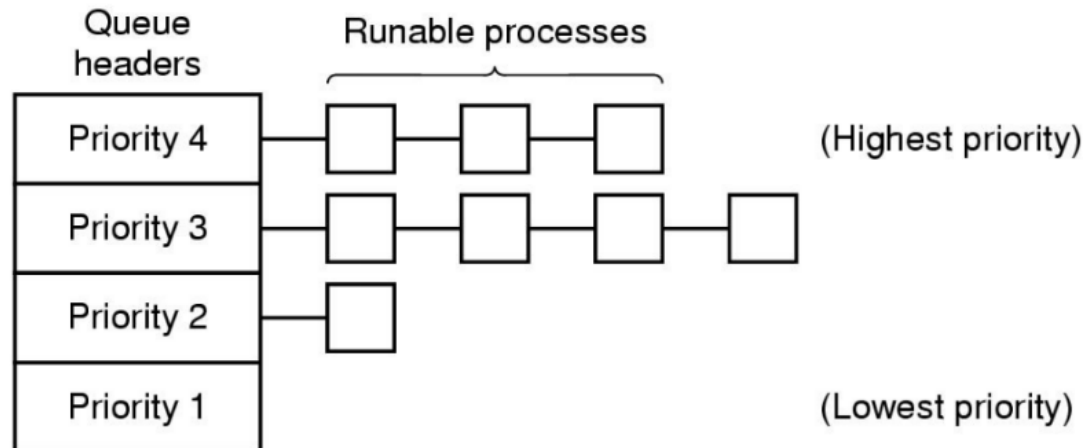 Queue
headers
Runable processes
Priority 4
(Highest priority)
Priority 3
Priority 2
Priority 1
(Lowest priority)